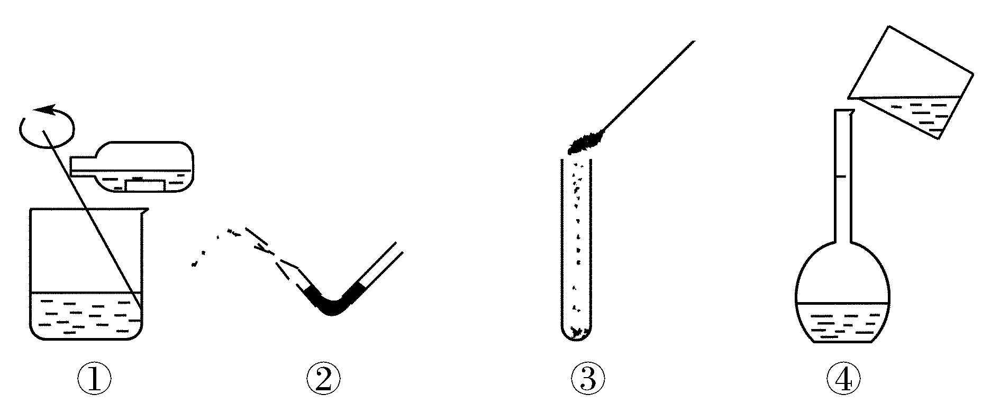 ① ② ③ ④